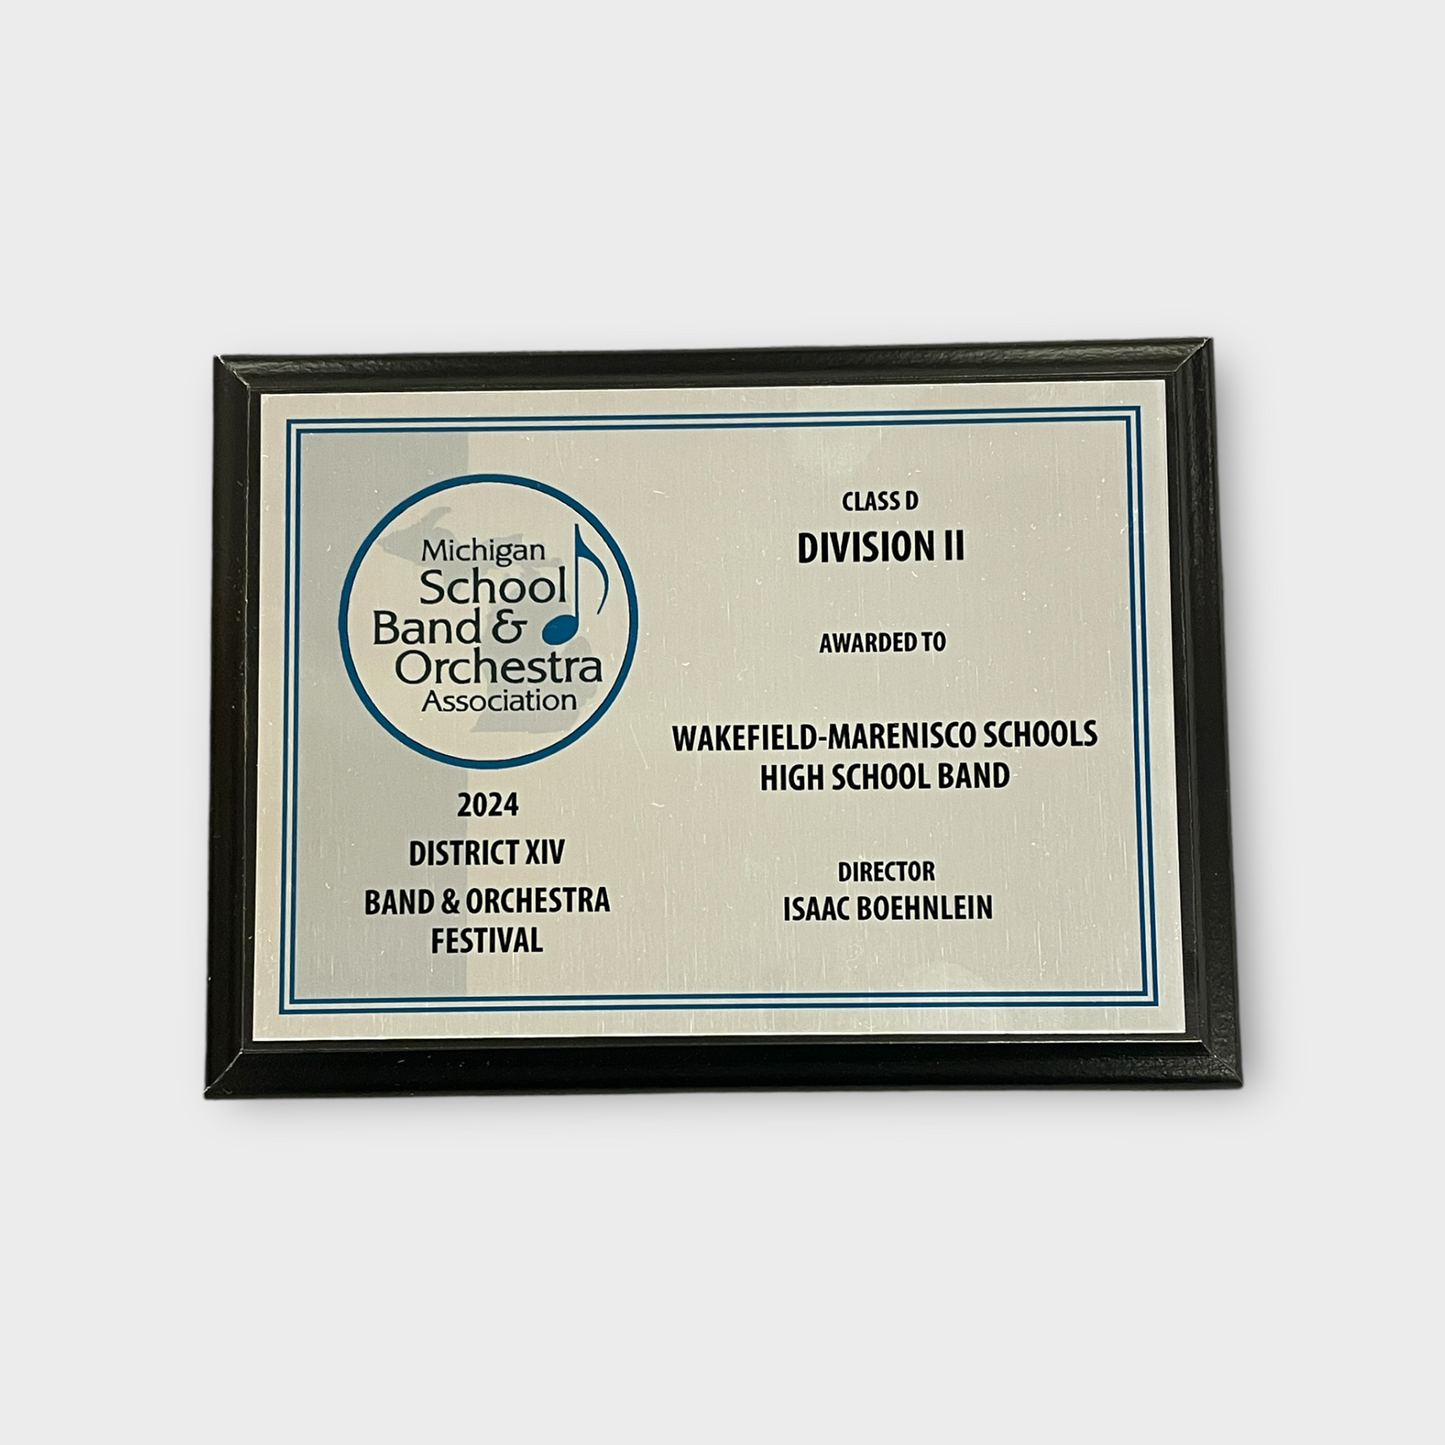 Michigan
School
Band &
Orchestra
Association
2024
DISTRICT XIV
BAND & ORCHESTRA
FESTIVAL
CLASS D
DIVISION II
AWARDED TO
WAKEFIELD-MARENISCO SCHOOLS
HIGH SCHOOL BAND
DIRECTOR
ISAAC BOEHNLEIN